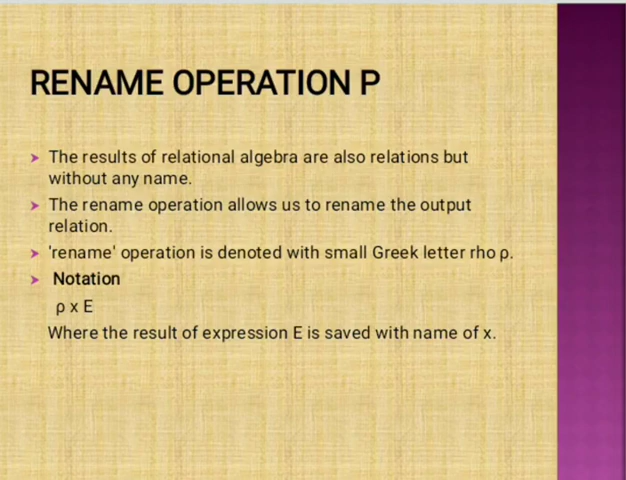 RENAME OPERATION P
➤ The results of relational algebra are also relations but
without any name.
➤ The rename operation allows us to rename the output
relation.
➤ 'rename' operation is denoted with small Greek letter rho ρ.
➤ Notation
ρ x E
Where the result of expression E is saved with name of x.